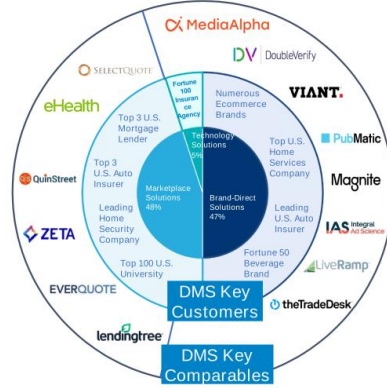 MediaAlpha
DV DoubleVerify
SELECTQUOTE
Fortune
100
Insuran
ce
Agency
Numerous
Ecommerce
Brands
VIANT.
eHealth
Top 3 U.S.
Mortgage
Lender
Technology
Solutions
5%
Top U.S.
Home
Services
Company
PubMatic
Top 3
U.S. Auto
Insurer
QUINSTREET
Marketplace
Solutions
48%
Brand-Direct
Solutions
47%
Magnite
Leading
Home
Security
Company
Leading
U.S. Auto
Insurer
ZETA
IAS Integral
Ad Science
Top 100 U.S.
University
Fortune 50
Beverage
Brand
LiveRamp
EVERQUOTE
DMS Key
Customers
theTradeDesk
lendingtree
DMS Key
Comparables